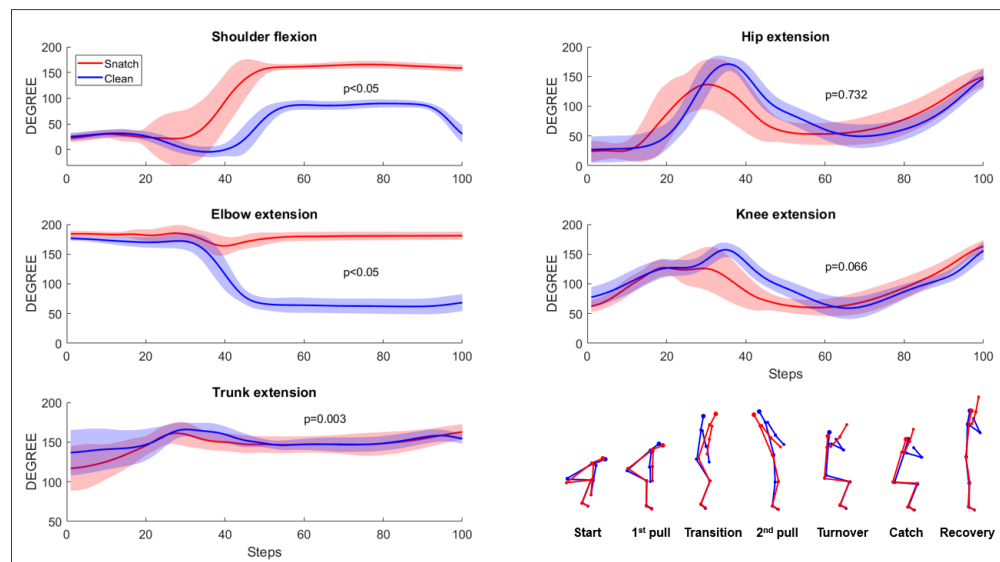 Shoulder flexion
200
150
100
50
0
DEGREE
Snatch
Clean
p<0.05
0 20 40 60 80 100
Hip extension
200
150
100
50
0
DEGREE
p=0.732
0 20 40 60 80 100
Elbow extension
200
150
100
50
0
DEGREE
p<0.05
0 20 40 60 80 100
Knee extension
200
150
100
50
0
DEGREE
p=0.066
0 20 40 60 80 100
Steps
Trunk extension
200
150
100
50
DEGREE
p=0.003
0 20 40 60 80 100
Steps
Start 1st pull Transition 2nd pull Turnover Catch Recovery